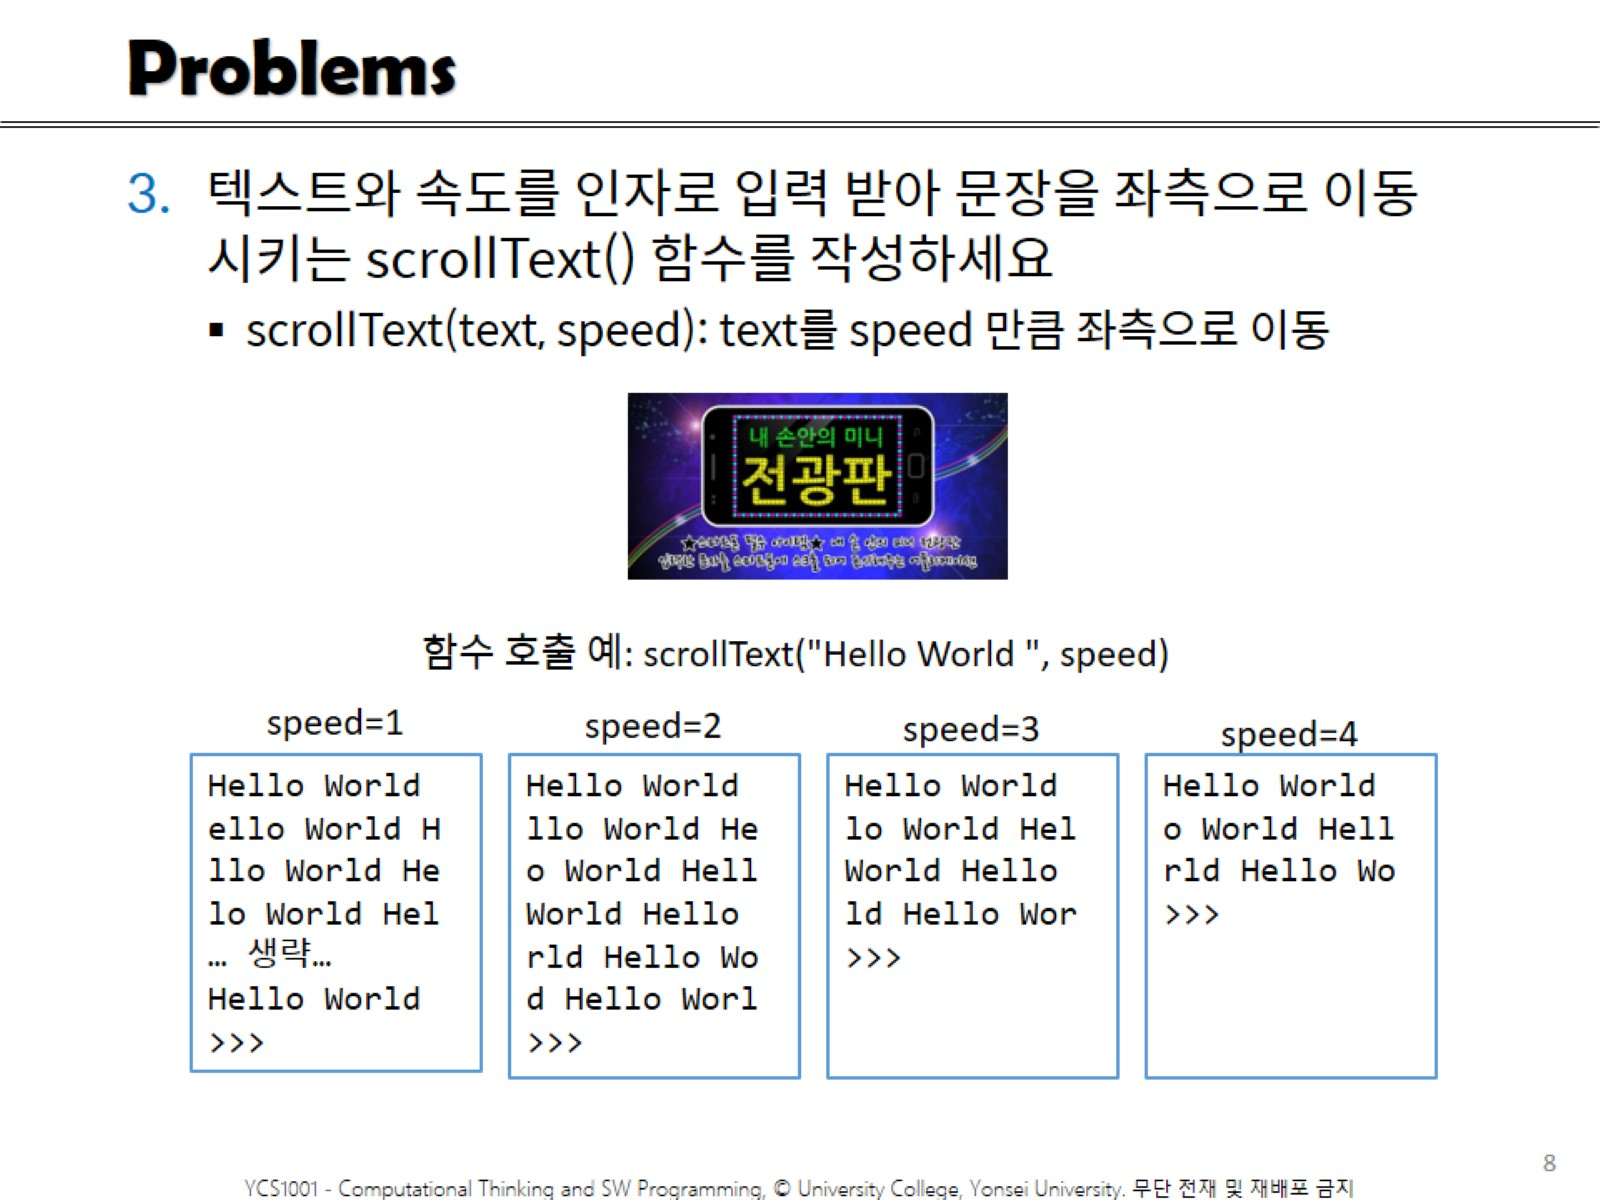 Problems
3. 텍스트와 속도를 인자로 입력 받아 문장을 좌측으로 이동
시키는 scrollText() 함수를 작성하세요
▪ scrollText(text, speed): text를 speed 만큼 좌측으로 이동
내 손안의 미니
전광판
함수 호출 예: scrollText("Hello World ", speed)
speed=1
Hello World
ello World H
llo World He
lo World Hel
… 생략…
Hello World
>>>
speed=2
Hello World
llo World He
o World Hell
World Hello
rld Hello Wo
d Hello Worl
>>>
speed=3
Hello World
lo World Hel
World Hello
ld Hello Wor
>>>
speed=4
Hello World
o World Hell
rld Hello Wo
>>>
8
YCS1001 - Computational Thinking and SW Programming, © University College, Yonsei University. 무단 전재 및 재배포 금지